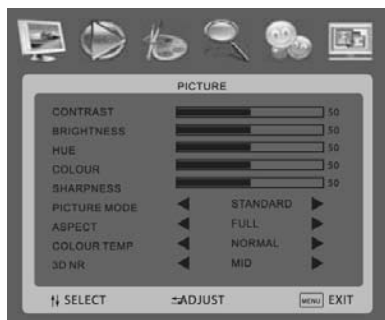 PICTURE
CONTRAST 50
BRIGHTNESS 50
HUE 50
COLOUR 50
SHARPNESS 50
PICTURE MODE STANDARD
ASPECT FULL
COLOUR TEMP NORMAL
3D NR MID
SELECT ADJUST MENU EXIT